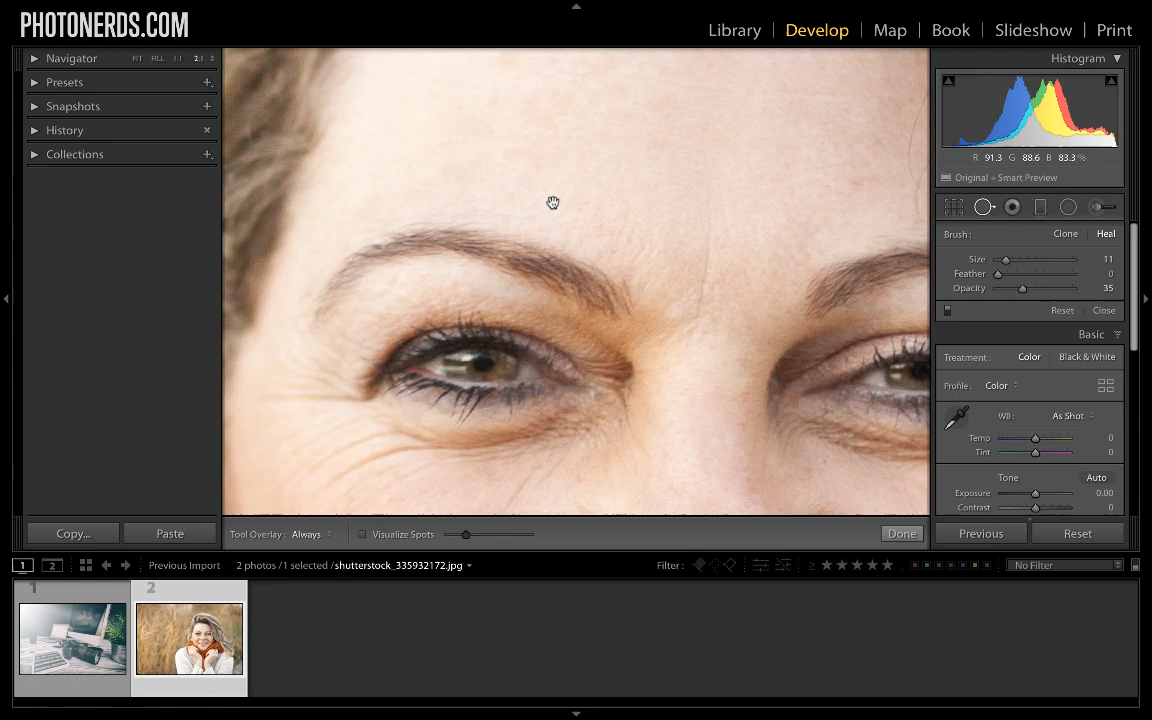 PHOTONERDS.COM
Library | Develop | Map | Book | Slideshow | Print
Navigator FIT FILL 1:1 2:1
Presets
Snapshots
History
Collections
Histogram
R 91.3 G 88.6 B 83.3 %
Original + Smart Preview
Brush : Clone | Heal
Size 11
Feather 0
Opacity 35
Reset Close
Basic
Treatment : Color | Black & White
Profile : Color
WB : As Shot
Temp 0
Tint 0
Tone Auto
Exposure 0.00
Contrast 0
Copy... Paste
Tool Overlay : Always Visualize Spots Done
Previous Reset
1 2 Previous Import 2 photos / 1 selected / shutterstock_335932172.jpg Filter : ≥ ★★★★★ No Filter
1 2